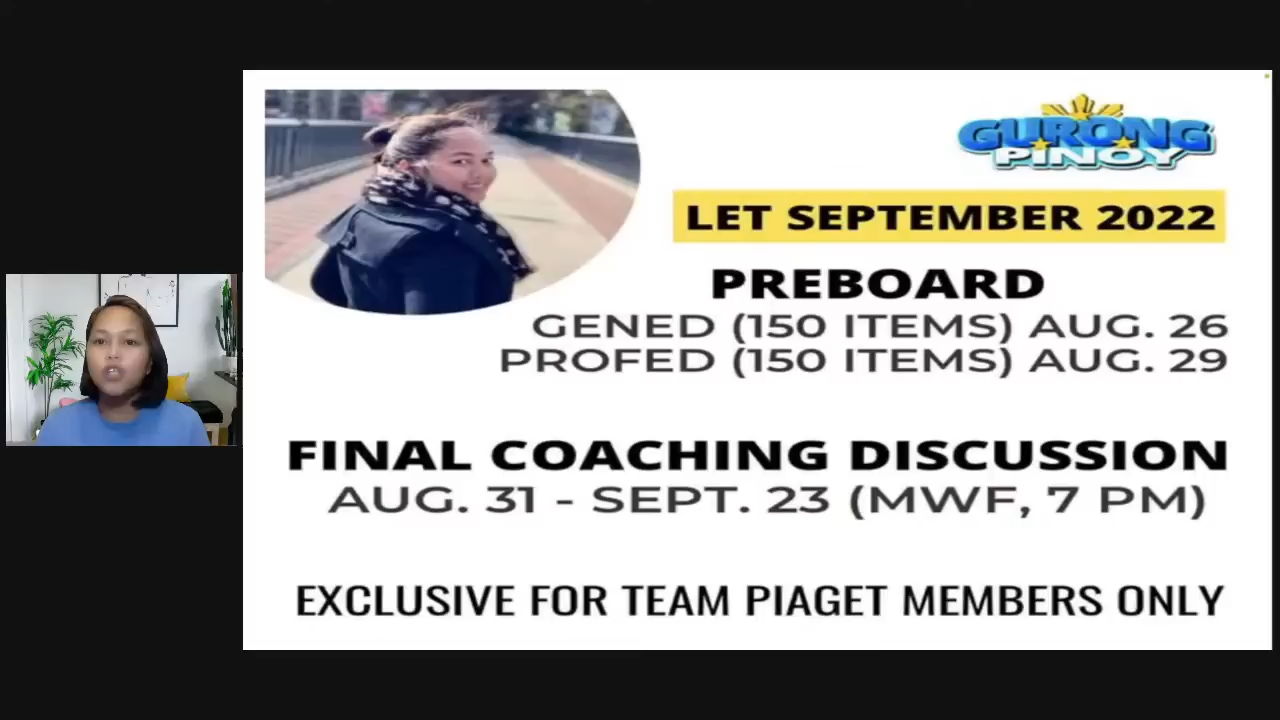 GURONG
PINOY
LET SEPTEMBER 2022
PREBOARD
GENED (150 ITEMS) AUG. 26
PROFED (150 ITEMS) AUG. 29
FINAL COACHING DISCUSSION
AUG. 31 - SEPT. 23 (MWF, 7 PM)
EXCLUSIVE FOR TEAM PIAGET MEMBERS ONLY